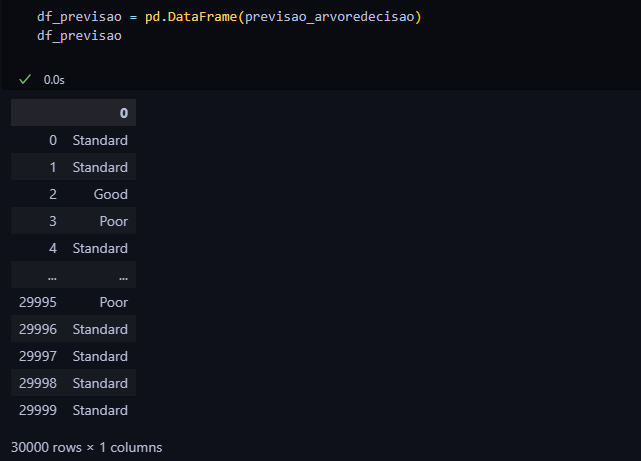 df_previsao = pd.DataFrame(previsao_arvoredecisao)
df_previsao
0.0s
0
0 Standard
1 Standard
2 Good
3 Poor
4 Standard
... ...
29995 Poor
29996 Standard
29997 Standard
29998 Standard
29999 Standard
30000 rows × 1 columns